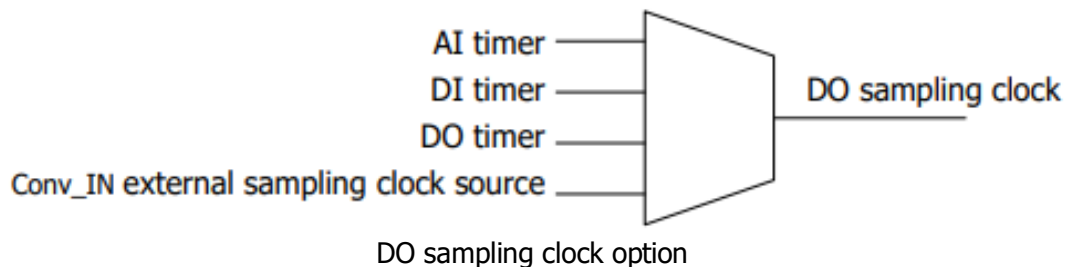 AI timer
DI timer
DO timer
Conv_IN external sampling clock source
DO sampling clock
DO sampling clock option